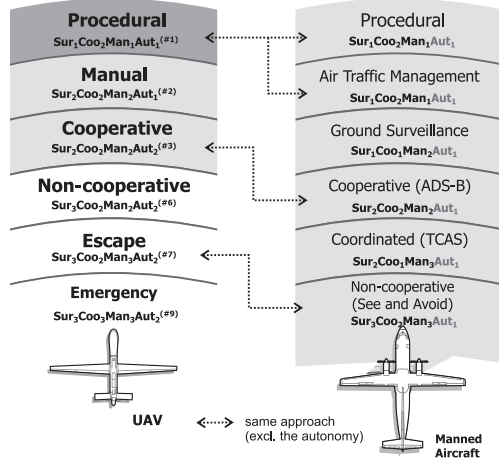 Procedural
Sur₁Coo₂Man₁Aut₁(#1)
Manual
Sur₂Coo₂Man₂Aut₁(#2)
Cooperative
Sur₂Coo₂Man₂Aut₂(#3)
Non-cooperative
Sur₃Coo₂Man₂Aut₂(#6)
Escape
Sur₃Coo₂Man₃Aut₂(#7)
Emergency
Sur₃Coo₃Man₃Aut₂(#9)
UAV
Procedural
Sur₁Coo₂Man₁Aut₁
Air Traffic Management
Sur₁Coo₂Man₁Aut₁
Ground Surveillance
Sur₁Coo₁Man₂Aut₁
Cooperative (ADS-B)
Sur₂Coo₂Man₂Aut₁
Coordinated (TCAS)
Sur₂Coo₁Man₃Aut₁
Non-cooperative
(See and Avoid)
Sur₃Coo₂Man₃Aut₁
same approach
(excl. the autonomy)
Manned
Aircraft